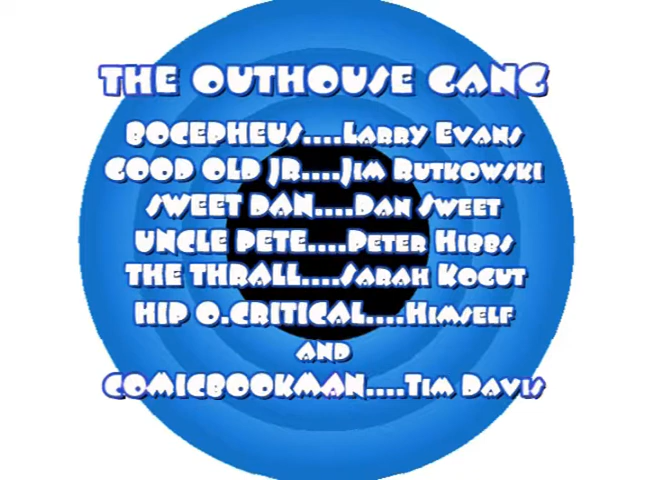 THE OUTHOUSE GANG
BOCEPHEUS....Larry Evans
GOOD OLD JR....Jim Rutkowski
SWEET DAN....Dan Sweet
UNCLE PETE....Peter Hibbs
THE THRALL....Sarah Kogut
HIP O.CRITICAL....Himself
AND
COMICBOOKMAN....Tim Davis